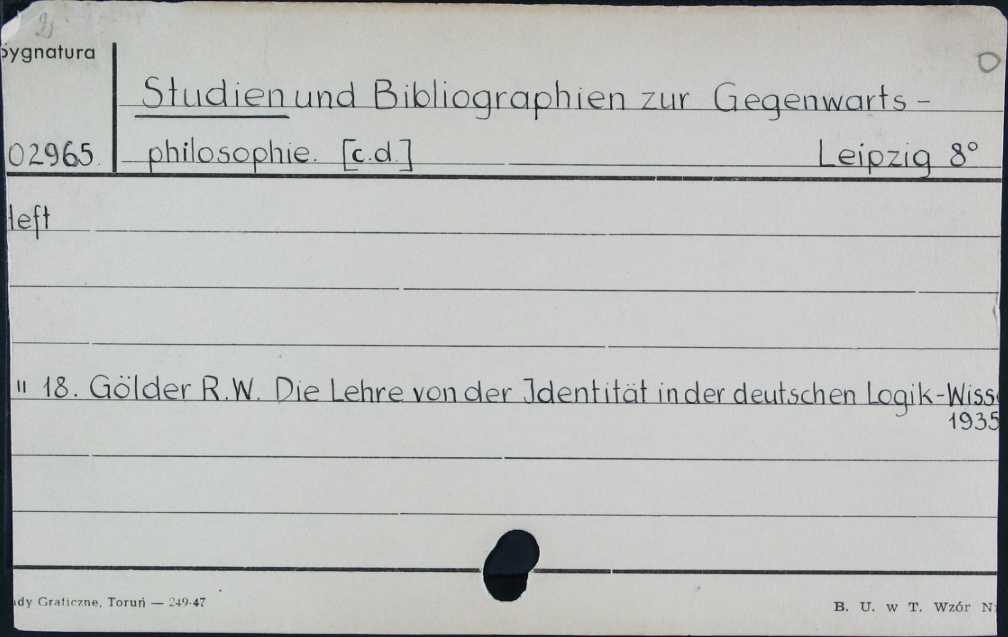 Sygnatura
Studien und Bibliographien zur Gegenwarts-
02965. philosophie. [c.d.] Leipzig 8°
Heft
" 18. Gölder R.W. Die Lehre von der Identität in der deutschen Logik-Wiss
1935
Graficzne, Toruń — 249-47
B. U. w T. Wzór